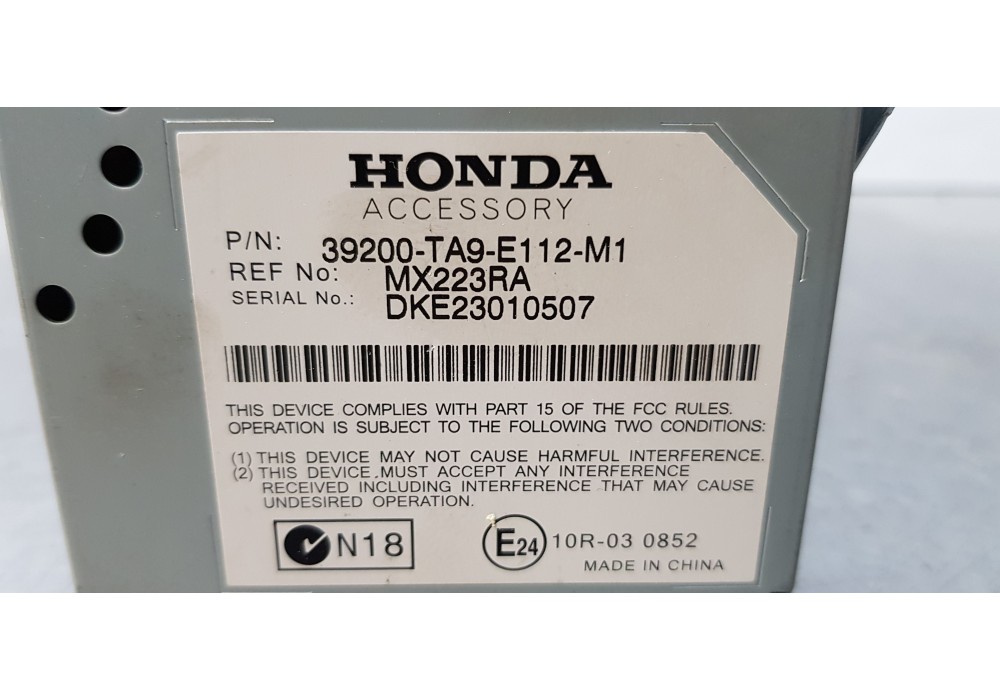 HONDA
ACCESSORY
P/N: 39200-TA9-E112-M1
REF No: MX223RA
SERIAL No.: DKE23010507
THIS DEVICE COMPLIES WITH PART 15 OF THE FCC RULES.
OPERATION IS SUBJECT TO THE FOLLOWING TWO CONDITIONS:
(1) THIS DEVICE MAY NOT CAUSE HARMFUL INTERFERENCE.
(2) THIS DEVICE MUST ACCEPT ANY INTERFERENCE
RECEIVED INCLUDING INTERFERENCE THAT MAY CAUSE
UNDESIRED OPERATION.
N18 E24 10R-03 0852
MADE IN CHINA